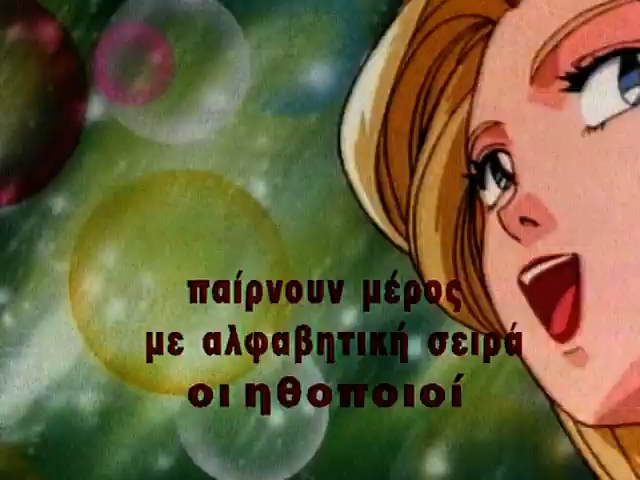 παίρνουν μέρος
με αλφαβητική σειρά
οι ηθοποιοί